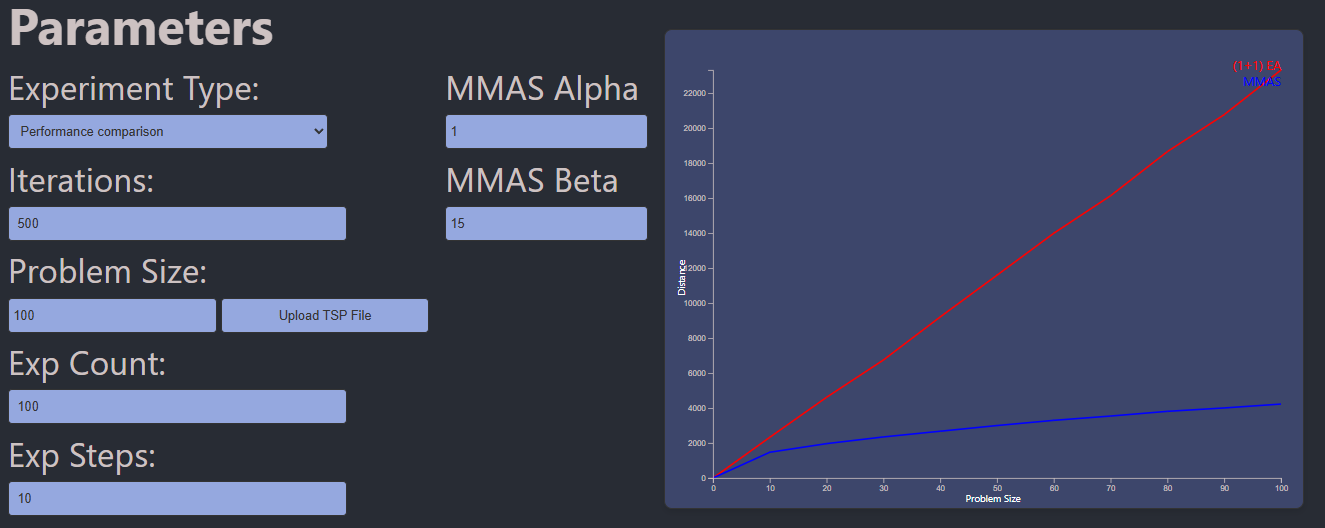 Parameters
Experiment Type:
Performance comparison
Iterations:
500
Problem Size:
100
Upload TSP File
Exp Count:
100
Exp Steps:
10
MMAS Alpha
1
MMAS Beta
15
(1+1) EA
MMAS
22000
20000
18000
16000
14000
12000
10000
8000
6000
4000
2000
0
Distance
0 10 20 30 40 50 60 70 80 90 100
Problem Size